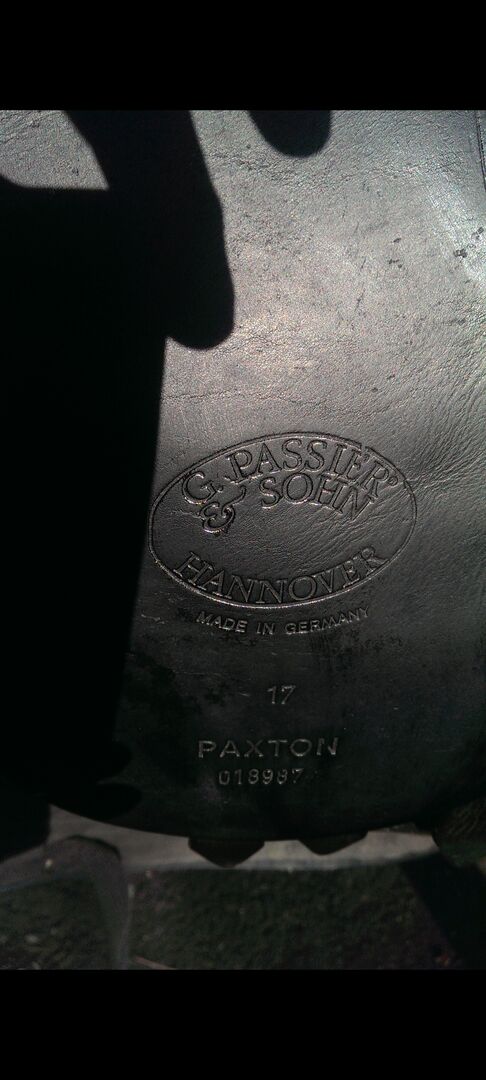 G. PASSIER®
& SOHN
HANNOVER
MADE IN GERMANY
17
PAXTON
018987